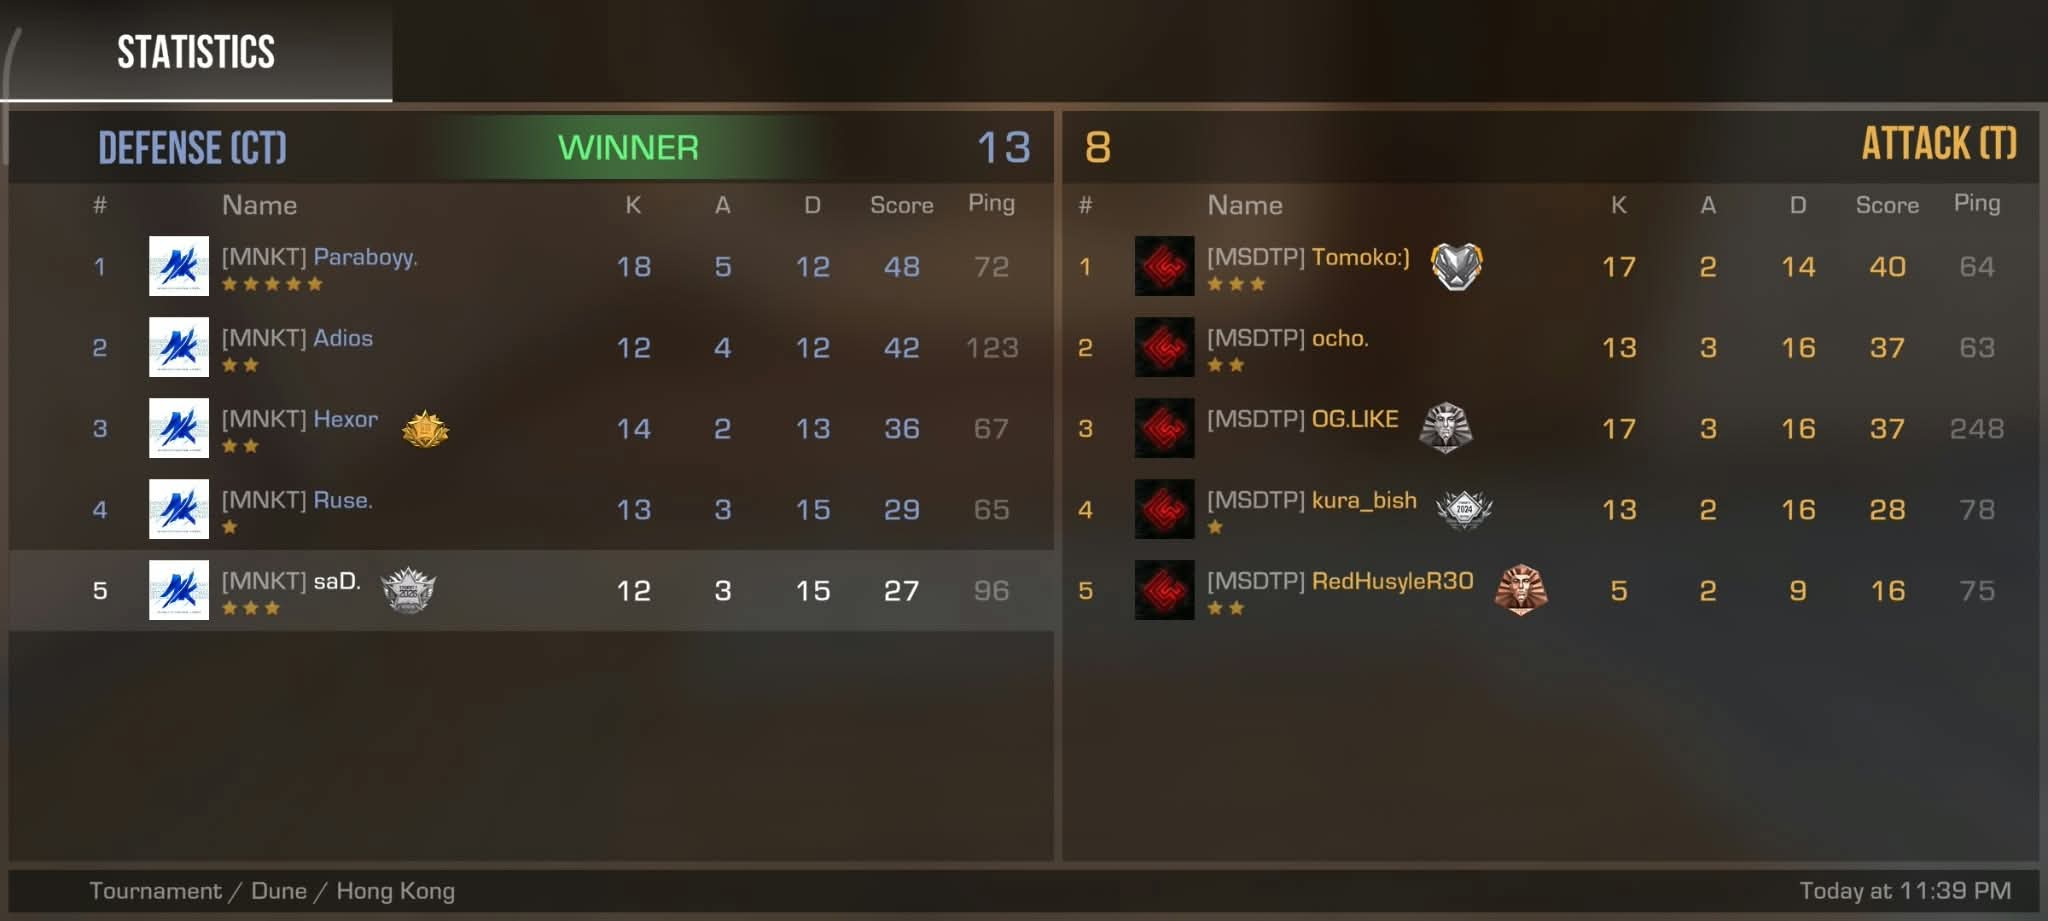 STATISTICS
DEFENSE (CT) WINNER 13
# Name K A D Score Ping
1 [MNKT] Paraboyy. 18 5 12 48 72
2 [MNKT] Adios 12 4 12 42 123
3 [MNKT] Hexor 14 2 13 36 67
4 [MNKT] Ruse. 13 3 15 29 65
5 [MNKT] saD. 2026 12 3 15 27 96
8 ATTACK (T)
# Name K A D Score Ping
1 [MSDTP] Tomoko:) 17 2 14 40 64
2 [MSDTP] ocho. 13 3 16 37 63
3 [MSDTP] OG.LIKE 17 3 16 37 248
4 [MSDTP] kura_bish 2024 13 2 16 28 78
5 [MSDTP] RedHusyleR30 5 2 9 16 75
Tournament / Dune / Hong Kong
Today at 11:39 PM